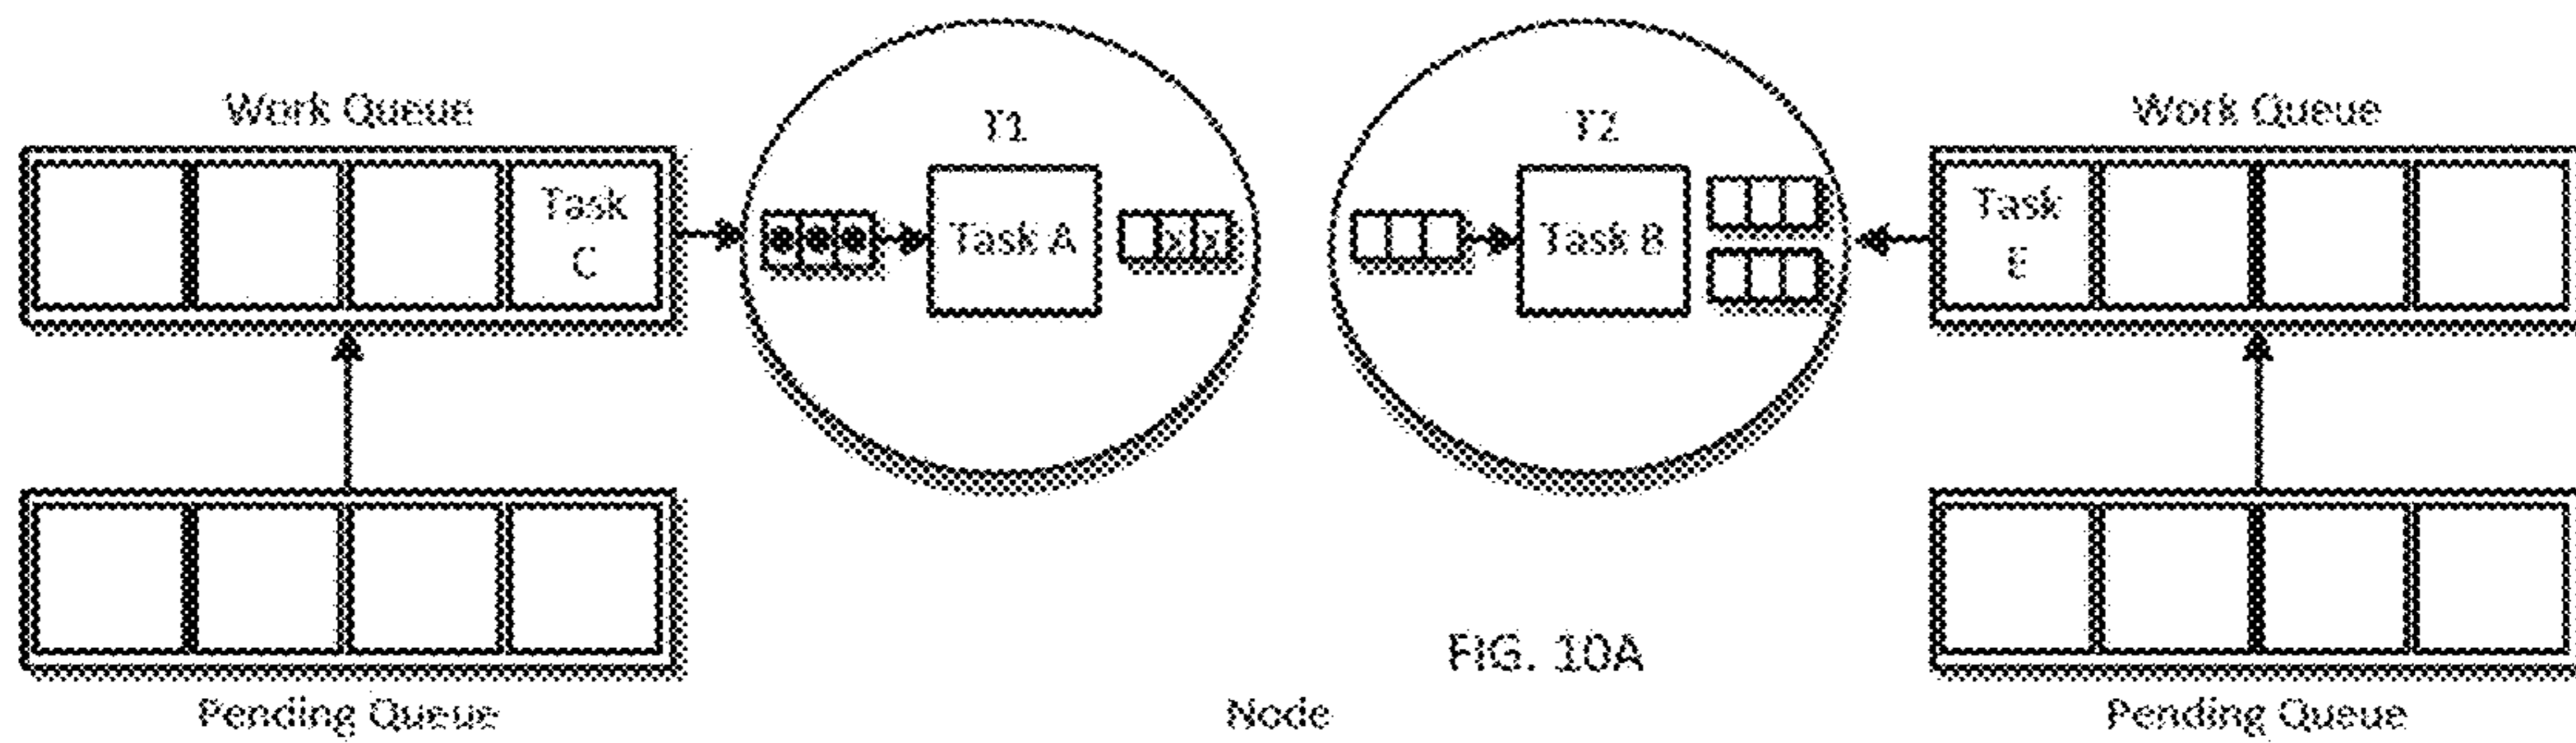 Work Queue
Work Queue
T1
T2
Task
C
Task A
x x
Task B
Task
E
FIG. 10A
Pending Queue
Node
Pending Queue